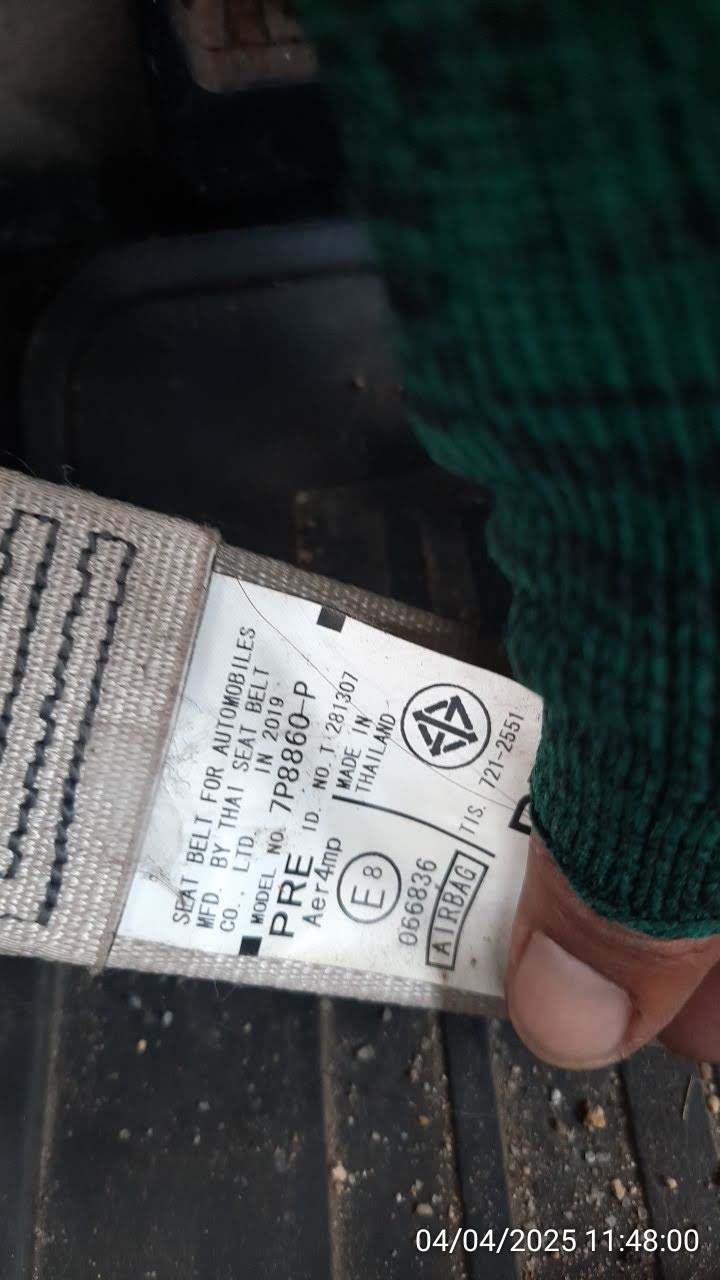 SEAT BELT FOR AUTOMOBILES
MFD. BY THAI SEAT BELT
CO., LTD. IN 2019
MODEL NO. 7P8860-P
PRE ID. NO.T.281307
Aer4mp
MADE IN
THAILAND
E8
066836
AIRBAG
TIS. 721-2551
04/04/2025 11:48:00